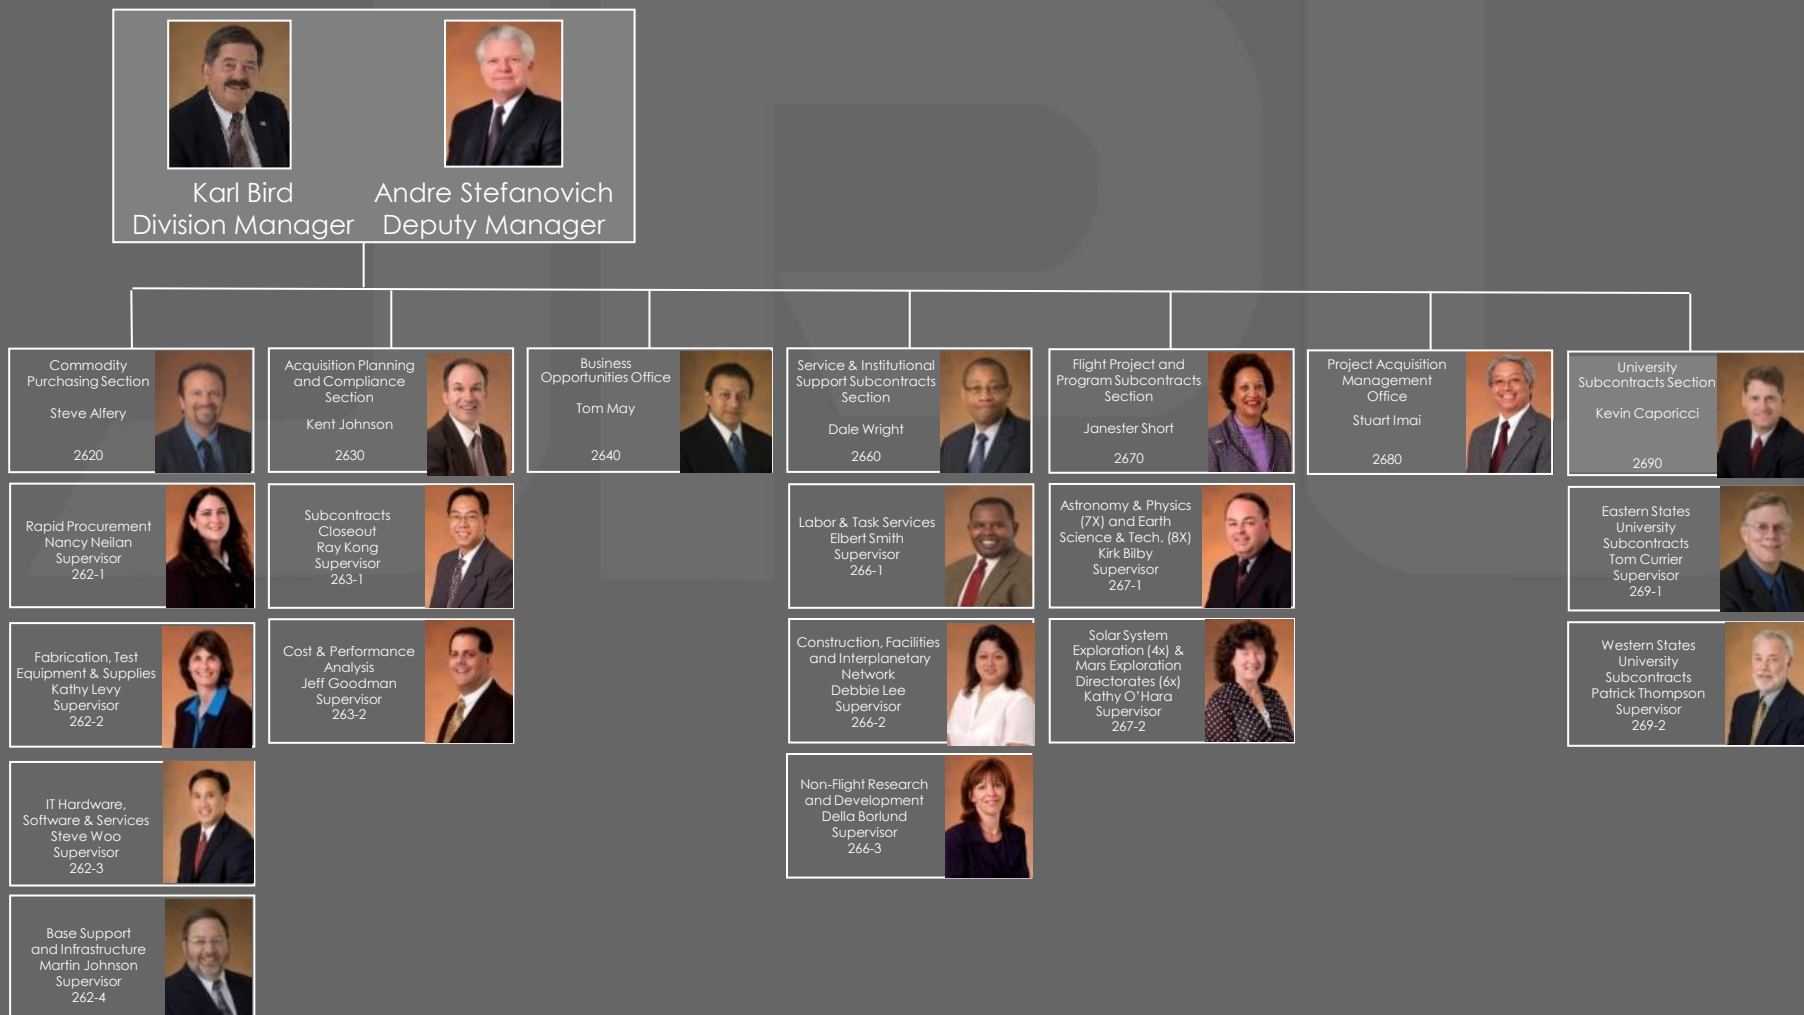 Karl Bird
Division Manager
Andre Stefanovich
Deputy Manager
Commodity
Purchasing Section
Steve Alfery
2620
Acquisition Planning
and Compliance
Section
Kent Johnson
2630
Business
Opportunities Office
Tom May
2640
Service & Institutional
Support Subcontracts
Section
Dale Wright
2660
Flight Project and
Program Subcontracts
Section
Janester Short
2670
Project Acquisition
Management
Office
Stuart Imai
2680
University
Subcontracts Section
Kevin Caporicci
2690
Rapid Procurement
Nancy Neilan
Supervisor
262-1
Subcontracts
Closeout
Ray Kong
Supervisor
263-1
Labor & Task Services
Elbert Smith
Supervisor
266-1
Astronomy & Physics
(7X) and Earth
Science & Tech. (8X)
Kirk Bilby
Supervisor
267-1
Eastern States
University
Subcontracts
Tom Currier
Supervisor
269-1
Fabrication, Test
Equipment & Supplies
Kathy Levy
Supervisor
262-2
Cost & Performance
Analysis
Jeff Goodman
Supervisor
263-2
Construction, Facilities
and Interplanetary
Network
Debbie Lee
Supervisor
266-2
Solar System
Exploration (4x) &
Mars Exploration
Directorates (6x)
Kathy O'Hara
Supervisor
267-2
Western States
University
Subcontracts
Patrick Thompson
Supervisor
269-2
IT Hardware,
Software & Services
Steve Woo
Supervisor
262-3
Non-Flight Research
and Development
Della Borlund
Supervisor
266-3
Base Support
and Infrastructure
Martin Johnson
Supervisor
262-4